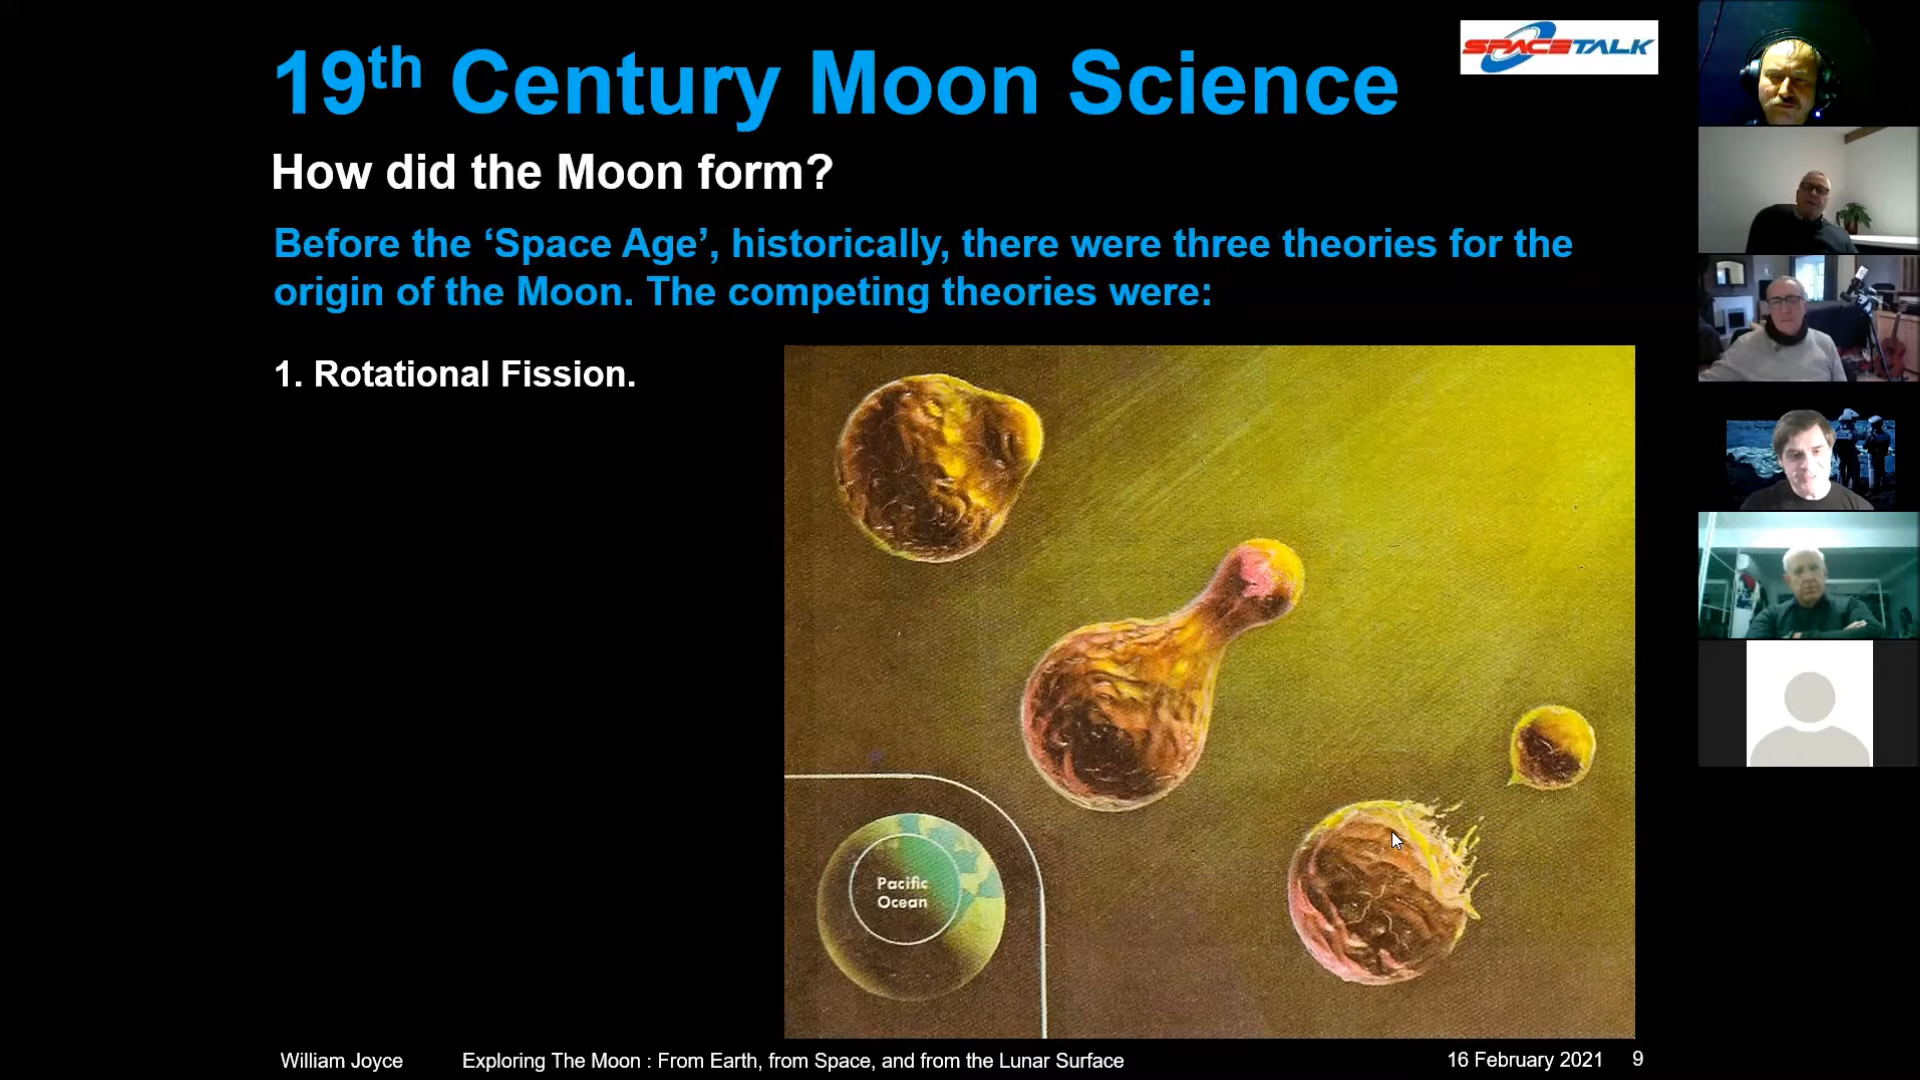 19th Century Moon Science
SPACETALK
How did the Moon form?
Before the ‘Space Age’, historically, there were three theories for the
origin of the Moon. The competing theories were:
1. Rotational Fission.
Pacific
Ocean
William Joyce
Exploring The Moon : From Earth, from Space, and from the Lunar Surface
16 February 2021
9